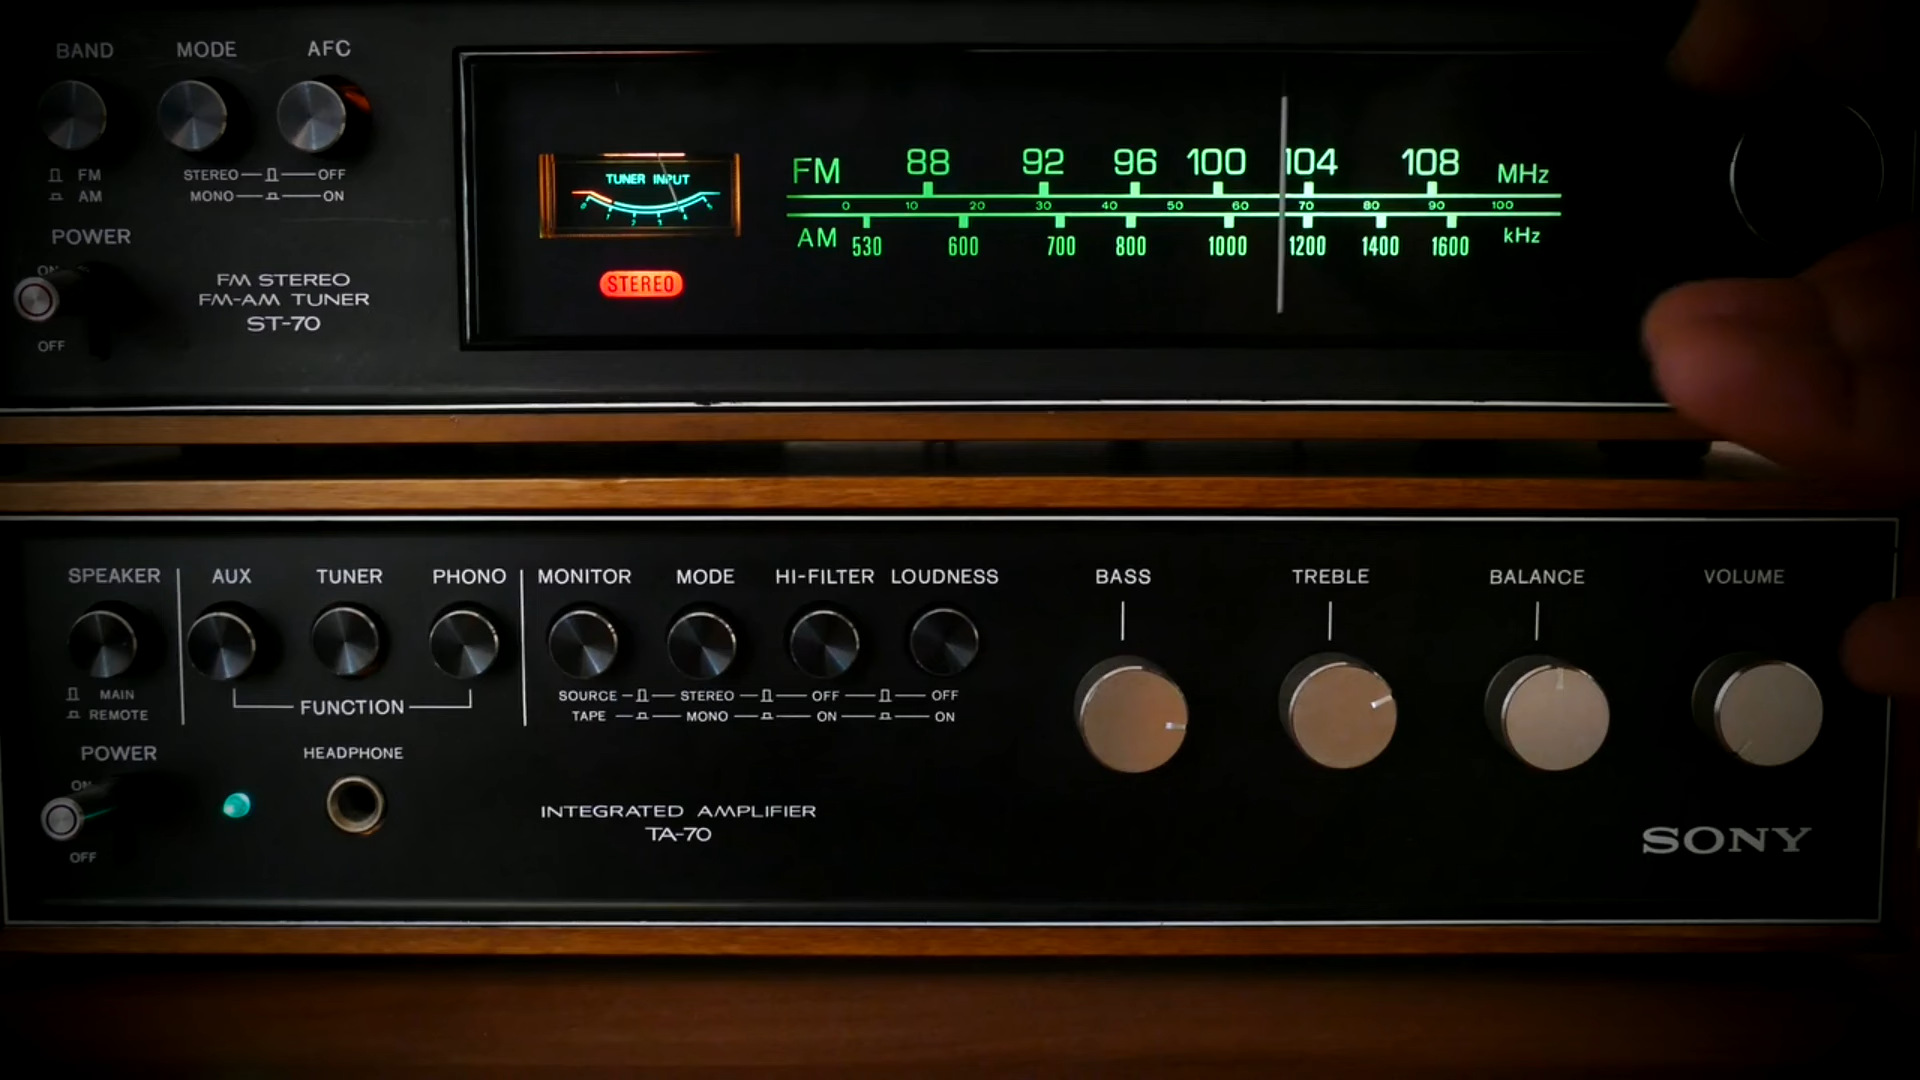 BAND MODE AFC
FM STEREO OFF
AM MONO ON
POWER
ON
OFF
FM STEREO
FM-AM TUNER
ST-70
TUNER INPUT
STEREO
FM 88 92 96 100 104 108 MHz
0 10 20 30 40 50 60 70 80 90 100
AM 530 600 700 800 1000 1200 1400 1600 kHz
SPEAKER AUX TUNER PHONO MONITOR MODE HI-FILTER LOUDNESS BASS TREBLE BALANCE VOLUME
MAIN SOURCE STEREO OFF OFF
REMOTE TAPE MONO ON ON
FUNCTION
POWER
ON
OFF
HEADPHONE
INTEGRATED AMPLIFIER
TA-70
SONY